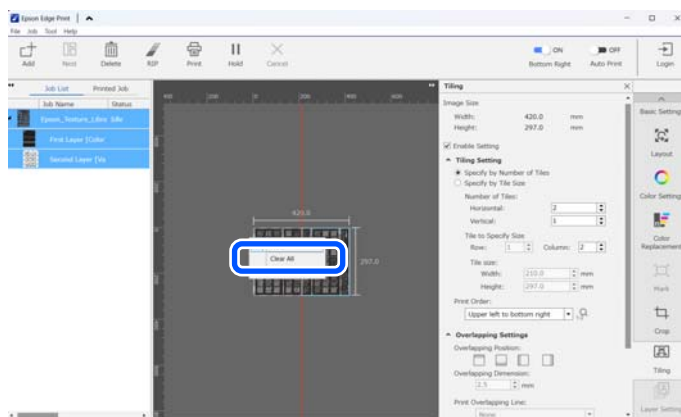 Epson Edge Print
File Job Tool Help
Add Nest Delete RIP Print Hold Cancel
ON Bottom Right
OFF Auto Print
Login
Job List Printed Job
Job Name Status
Epson_Texture_Libre Idle
First Layer [Color
Second Layer [Va
420.0
297.0
Clear All
Tiling
Image Size
Width: 420.0 mm
Height: 297.0 mm
Enable Setting
Tiling Setting
Specify by Number of Tiles
Specify by Tile Size
Number of Tiles:
Horizontal: 2
Vertical: 1
Tile to Specify Size
Row: 1 Column: 2
Tile size:
Width: 210.0 mm
Height: 297.0 mm
Print Order:
Upper left to bottom right
Overlapping Settings
Overlapping Position:
Overlapping Dimension:
2.5 mm
Print Overlapping Line:
None
Basic Setting
Layout
Color Setting
Color
Replacement
Mark
Crop
Tiling
Layer Setting